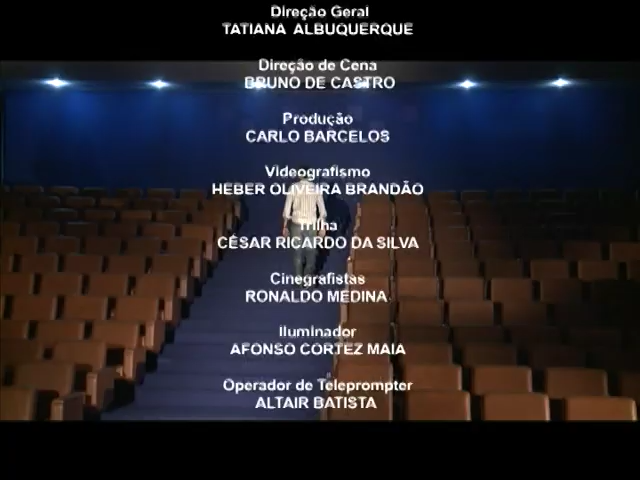 Direção Geral
TATIANA ALBUQUERQUE
Direção de Cena
BRUNO DE CASTRO
Produção
CARLO BARCELOS
Videografismo
HEBER OLIVEIRA BRANDÃO
Trilha
CÉSAR RICARDO DA SILVA
Cinegrafistas
RONALDO MEDINA
Iluminador
AFONSO CORTEZ MAIA
Operador de Teleprompter
ALTAIR BATISTA